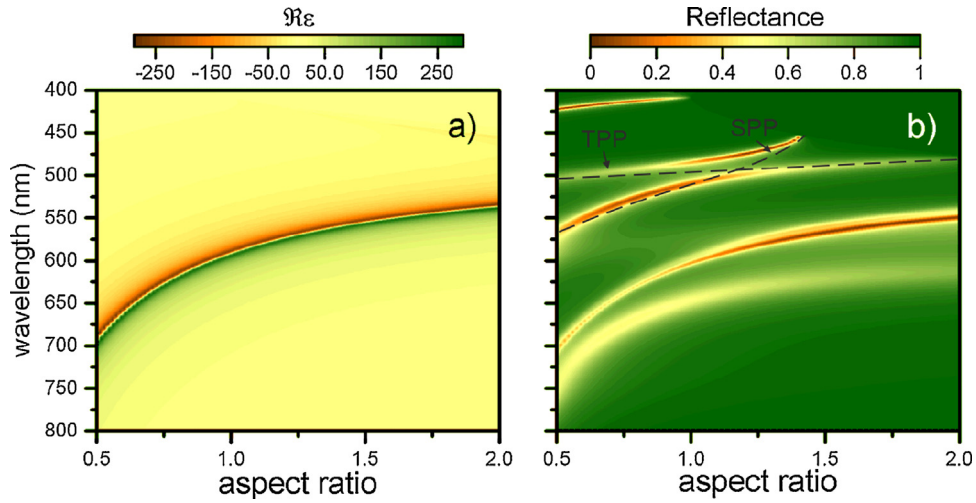 ℜε
Reflectance
-250 -150 -50.0 50.0 150 250
0 0.2 0.4 0.6 0.8 1
400
450
500
550
600
650
700
750
800
wavelength (nm)
a)
b)
TPP
SPP
0.5 1.0 1.5 2.0
0.5 1.0 1.5 2.0
aspect ratio
aspect ratio